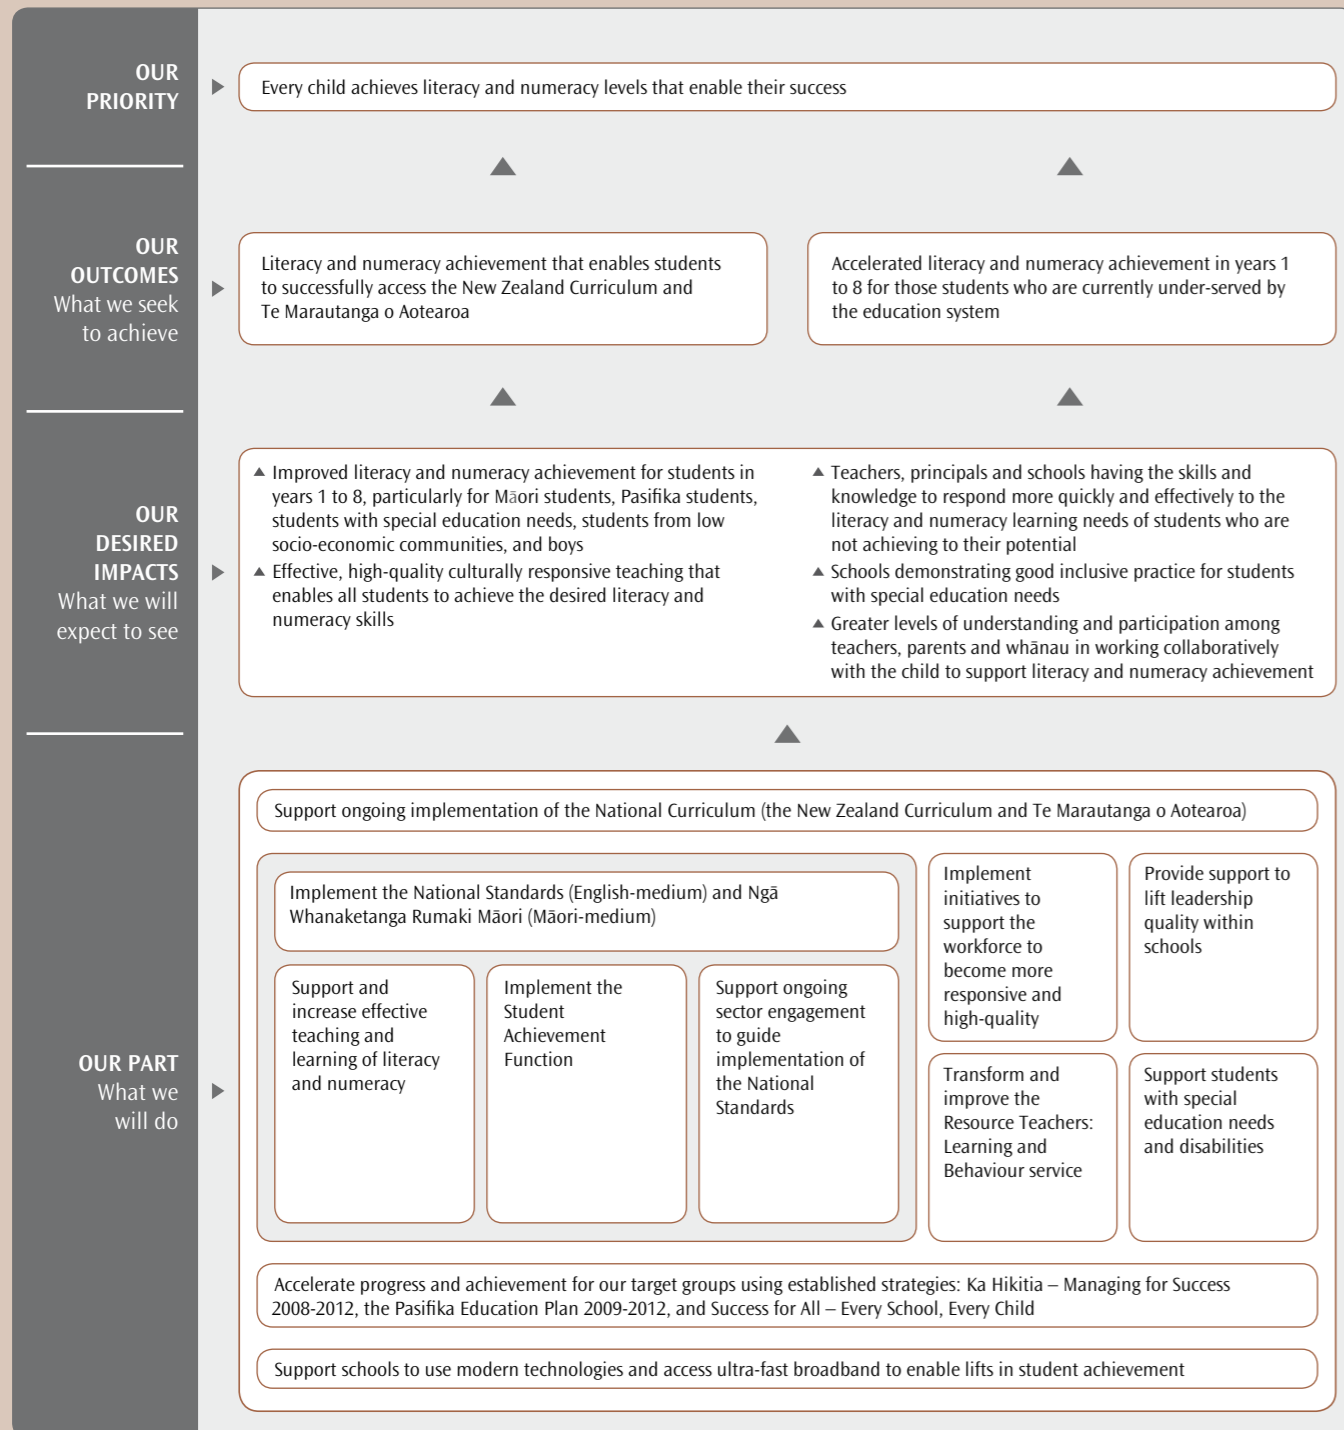 OUR
PRIORITY
Every child achieves literacy and numeracy levels that enable their success
OUR
OUTCOMES
What we seek
to achieve
Literacy and numeracy achievement that enables students
to successfully access the New Zealand Curriculum and
Te Marautanga o Aotearoa
Accelerated literacy and numeracy achievement in years 1
to 8 for those students who are currently under-served by
the education system
OUR
DESIRED
IMPACTS
What we will
expect to see
Improved literacy and numeracy achievement for students in
years 1 to 8, particularly for Māori students, Pasifika students,
students with special education needs, students from low
socio-economic communities, and boys
Effective, high-quality culturally responsive teaching that
enables all students to achieve the desired literacy and
numeracy skills
Teachers, principals and schools having the skills and
knowledge to respond more quickly and effectively to the
literacy and numeracy learning needs of students who are
not achieving to their potential
Schools demonstrating good inclusive practice for students
with special education needs
Greater levels of understanding and participation among
teachers, parents and whānau in working collaboratively
with the child to support literacy and numeracy achievement
OUR PART
What we
will do
Support ongoing implementation of the National Curriculum (the New Zealand Curriculum and Te Marautanga o Aotearoa)
Implement the National Standards (English-medium) and Ngā
Whanaketanga Rumaki Māori (Māori-medium)
Support and
increase effective
teaching and
learning of literacy
and numeracy
Implement the
Student
Achievement
Function
Support ongoing
sector engagement
to guide
implementation of
the National
Standards
Implement
initiatives to
support the
workforce to
become more
responsive and
high-quality
Provide support to
lift leadership
quality within
schools
Transform and
improve the
Resource Teachers:
Learning and
Behaviour service
Support students
with special
education needs
and disabilities
Accelerate progress and achievement for our target groups using established strategies: Ka Hikitia – Managing for Success
2008-2012, the Pasifika Education Plan 2009-2012, and Success for All – Every School, Every Child
Support schools to use modern technologies and access ultra-fast broadband to enable lifts in student achievement